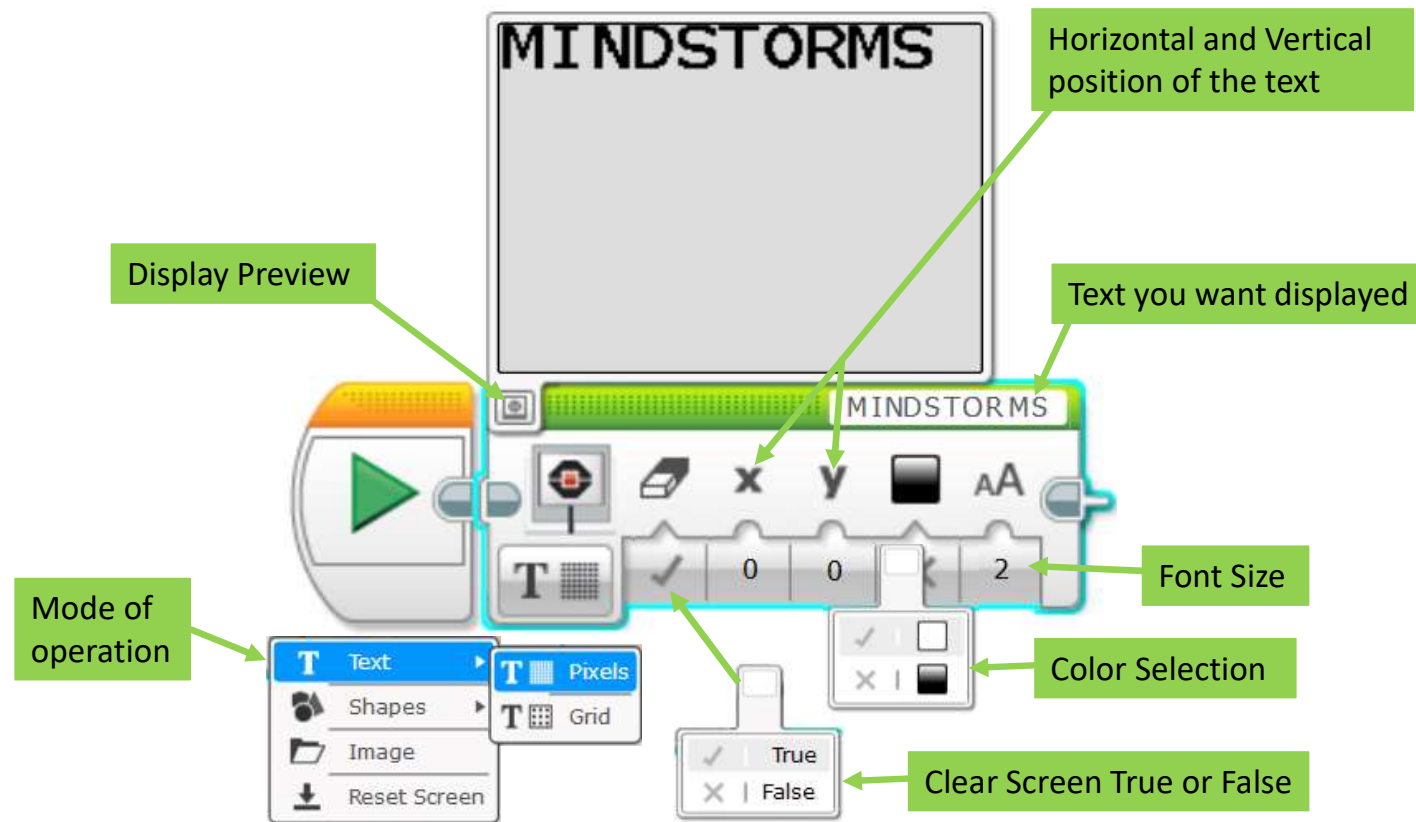 MINDSTORMS
Horizontal and Vertical
position of the text
Display Preview
Text you want displayed
MINDSTORMS
x y AA
T 0 0 2
Font Size
Mode of
operation
T Text
T Pixels
Shapes
T Grid
Image
Reset Screen
Color Selection
True
False
Clear Screen True or False